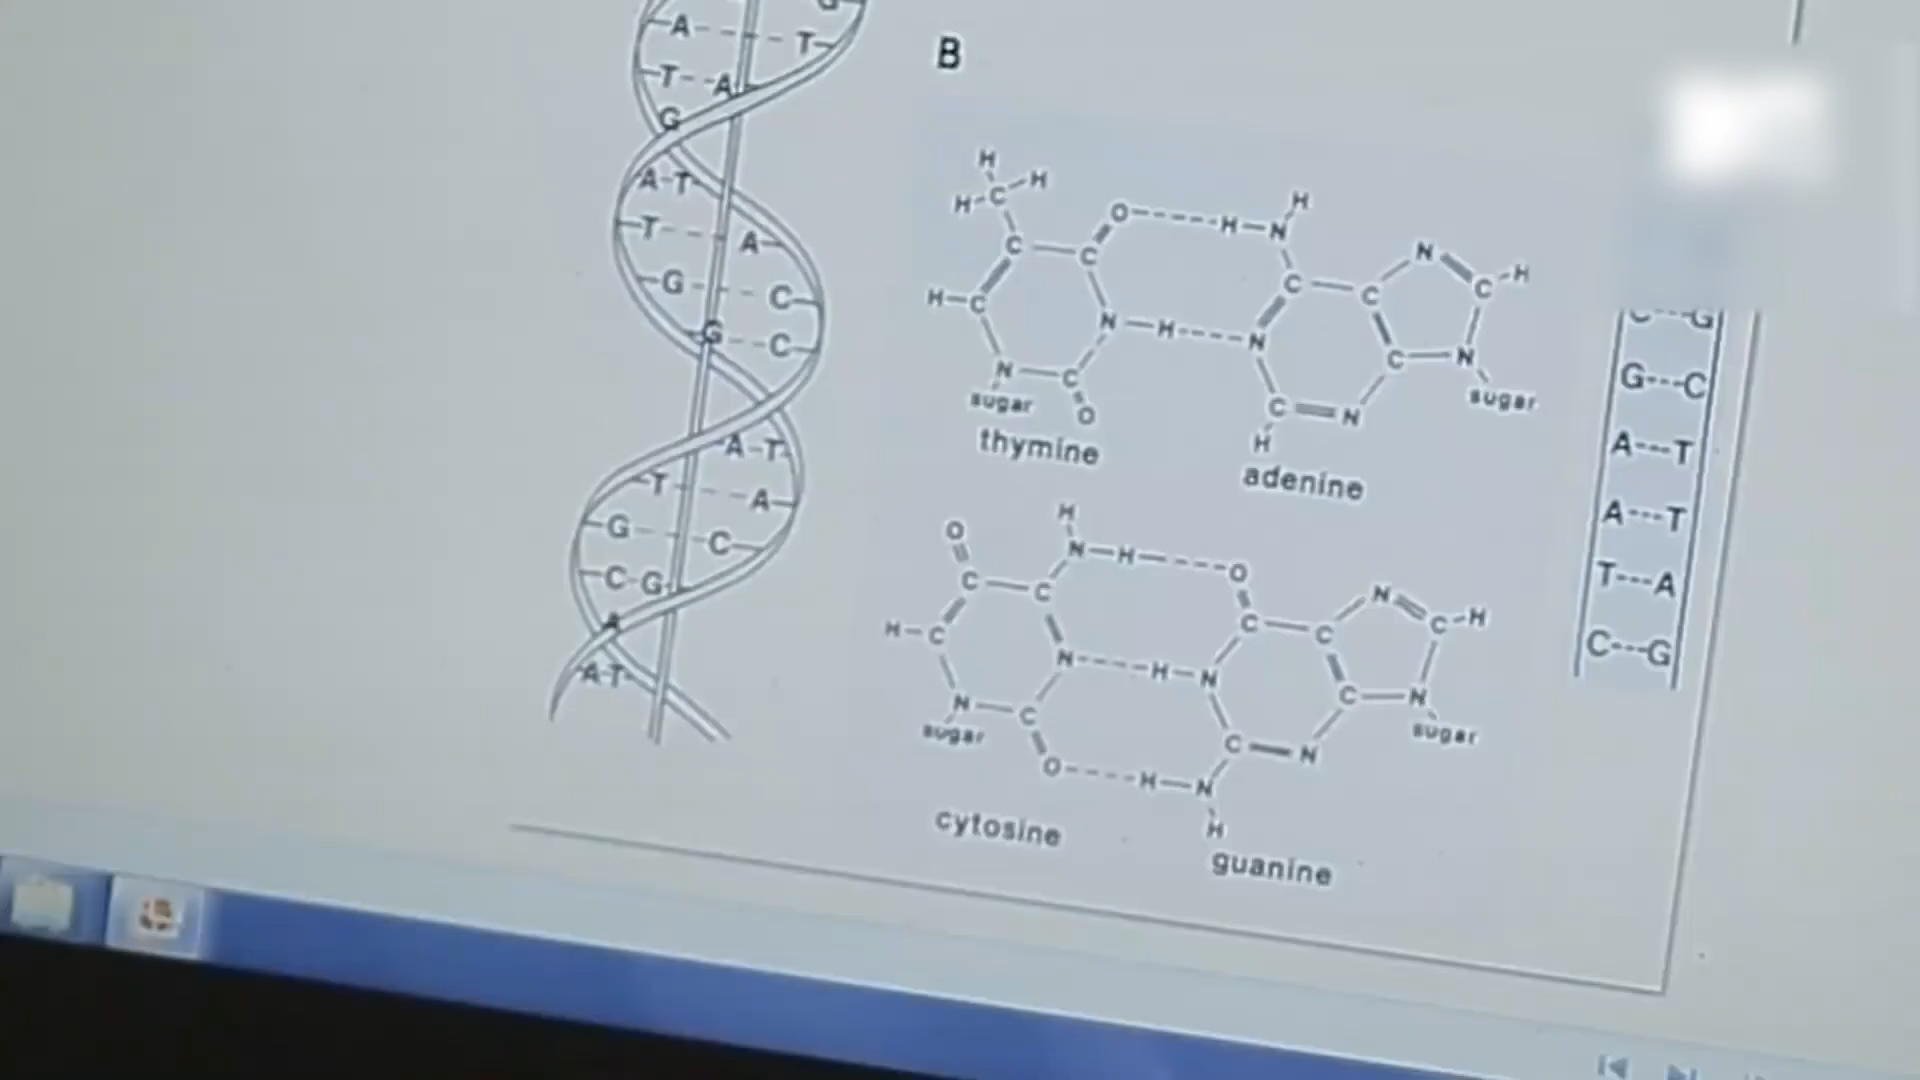 A T
T A
G
A T
T A
G C
G C
A T
T A
G C
C G
A
A T
B
H
H C H
O H N H
C C
H C
N H N
N C O
sugar
thymine
C C N C H
C N
C N
H
sugar
adenine
H
O N H O
C C
H C
N H N
N C
sugar
O H N
H
cytosine
C C N C H
C N
C N
sugar
guanine
G
G C
A T
A T
T A
C G